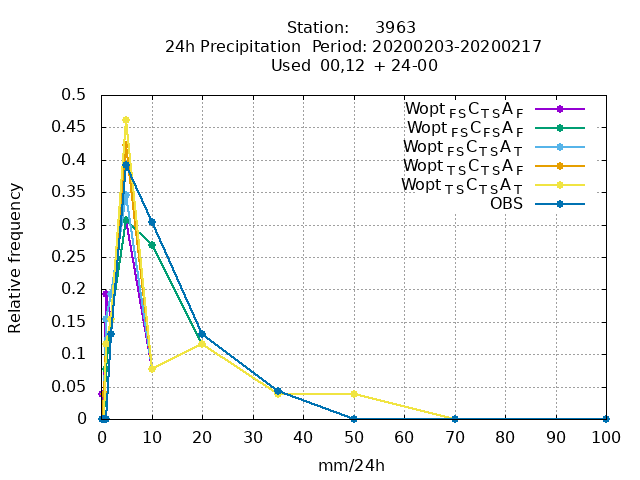 Station:     3963
24h Precipitation  Period: 20200203-20200217
Used  00,12  + 24-00
Relative frequency
0.5
0.45
0.4
0.35
0.3
0.25
0.2
0.15
0.1
0.05
0
Wopt FS C TS A F
Wopt FS C FS A F
Wopt FS C TS A T
Wopt TS C TS A F
Wopt TS C TS A T
OBS
0 10 20 30 40 50 60 70 80 90 100
mm/24h